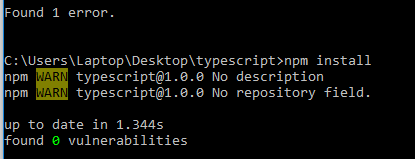 Found 1 error.
C:\Users\Laptop\Desktop\typescript>npm install
npm WARN typescript@1.0.0 No description
npm WARN typescript@1.0.0 No repository field.
up to date in 1.344s
found 0 vulnerabilities